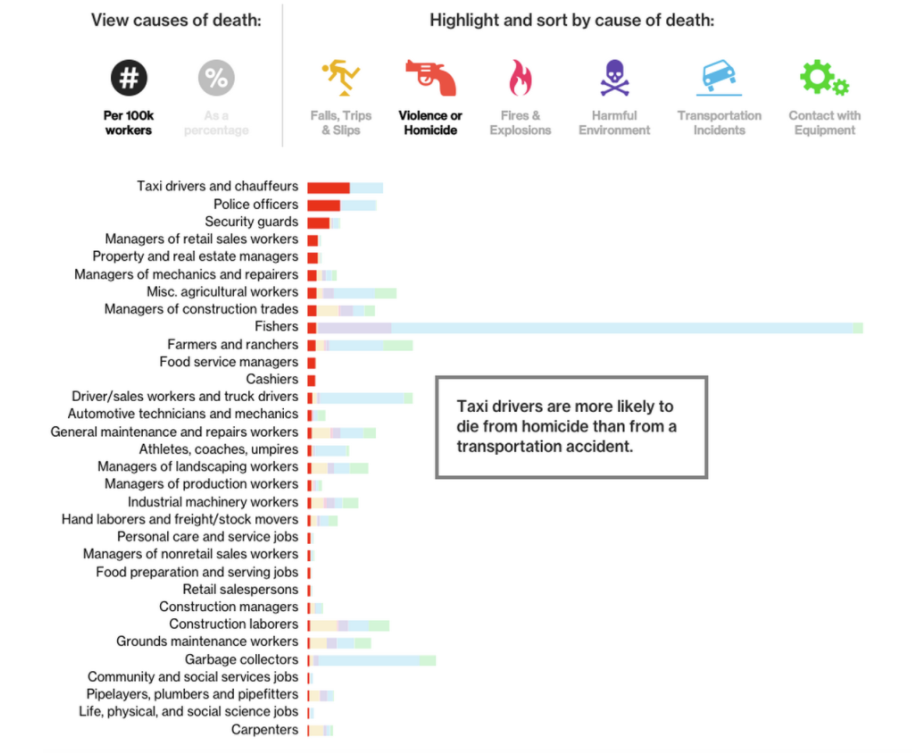 View causes of death:
Highlight and sort by cause of death:
#
%
Per 100k
workers
As a
percentage
Falls, Trips
& Slips
Violence or
Homicide
Fires &
Explosions
Harmful
Environment
Transportation
Incidents
Contact with
Equipment
Taxi drivers and chauffeurs
Police officers
Security guards
Managers of retail sales workers
Property and real estate managers
Managers of mechanics and repairers
Misc. agricultural workers
Managers of construction trades
Fishers
Farmers and ranchers
Food service managers
Cashiers
Driver/sales workers and truck drivers
Automotive technicians and mechanics
General maintenance and repairs workers
Athletes, coaches, umpires
Managers of landscaping workers
Managers of production workers
Industrial machinery workers
Hand laborers and freight/stock movers
Personal care and service jobs
Managers of nonretail sales workers
Food preparation and serving jobs
Retail salespersons
Construction managers
Construction laborers
Grounds maintenance workers
Garbage collectors
Community and social services jobs
Pipelayers, plumbers and pipefitters
Life, physical, and social science jobs
Carpenters
Taxi drivers are more likely to
die from homicide than from a
transportation accident.